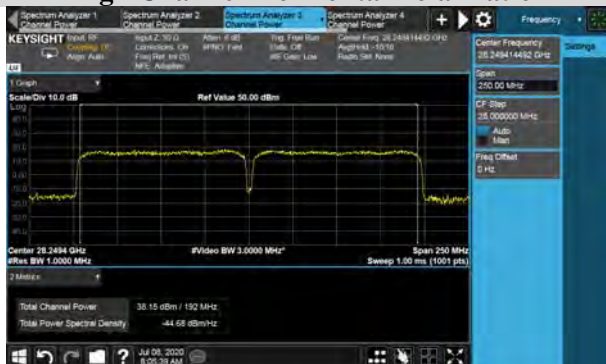 Spectrum Analyzer 1
Channel Power
Spectrum Analyzer 2
Channel Power
Spectrum Analyzer 3
Channel Power
Spectrum Analyzer 4
Channel Power
Frequency
KEYSIGHT Input: RF
Align: Auto
Input Z: 50 Ω
Corrections: On
Freq Ref: Int (S)
NFE: Adaptive
Atten: 6 dB
Trig: Free Run
Gate: Off
#IF Gain: Low
Center Freq: 28.249414492 GHz
Avg|Hold: >10/10
Radio Std: None
Center Frequency
28.249414492 GHz
Settings
Span
250.00 MHz
CF Step
25.000000 MHz
Auto
Man
Freq Offset
0 Hz
1 Graph
Scale/Div 10.0 dB
Ref Value 50.00 dBm
Log
Center 28.2494 GHz
#Video BW 3.0000 MHz*
Span 250 MHz
#Res BW 1.0000 MHz
Sweep 1.00 ms (1001 pts)
2 Metrics
Total Channel Power
38.15 dBm / 192 MHz
Total Power Spectral Density
-44.68 dBm/Hz
Jul 08, 2020